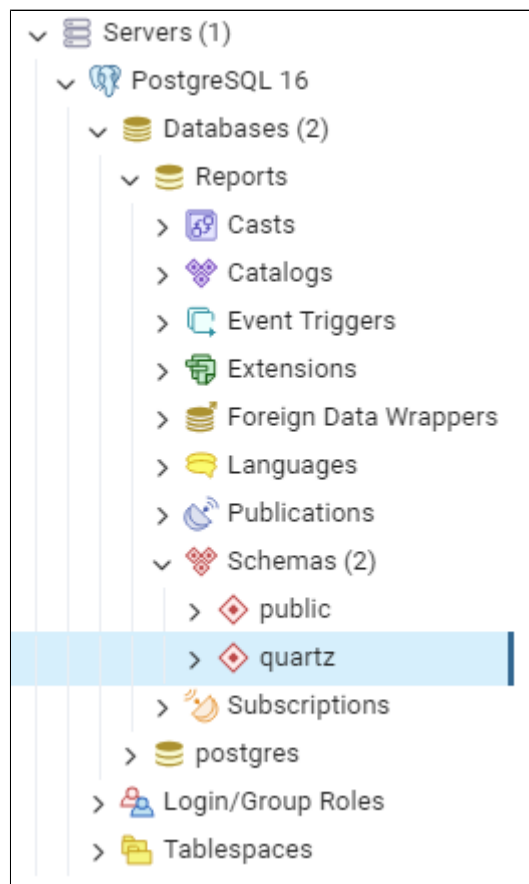 Servers (1)
PostgreSQL 16
Databases (2)
Reports
Casts
Catalogs
Event Triggers
Extensions
Foreign Data Wrappers
Languages
Publications
Schemas (2)
public
quartz
Subscriptions
postgres
Login/Group Roles
Tablespaces